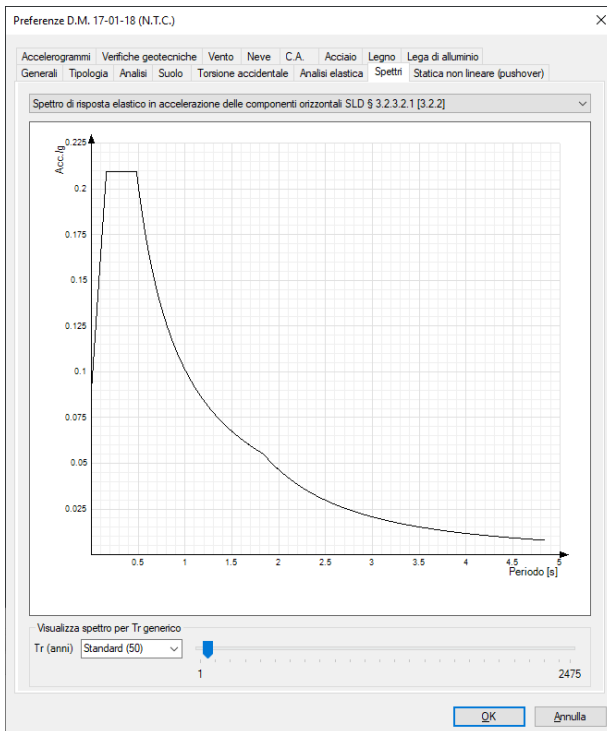 Preferenze D.M. 17-01-18 (N.T.C.)
Accelerogrammi Verifiche geotecniche Vento Neve C.A. Acciaio Legno Lega di alluminio
Generali Tipologia Analisi Suolo Torsione accidentale Analisi elastica Spettri Statica non lineare (pushover)
Spettro di risposta elastico in accelerazione delle componenti orizzontali SLD § 3.2.3.2.1 [3.2.2]
Acc./g
0.225
0.2
0.175
0.15
0.125
0.1
0.075
0.05
0.025
0.5 1 1.5 2 2.5 3 3.5 4 4.5 5
Periodo [s]
Visualizza spettro per Tr generico
Tr (anni) Standard (50)
1 2475
OK Annulla